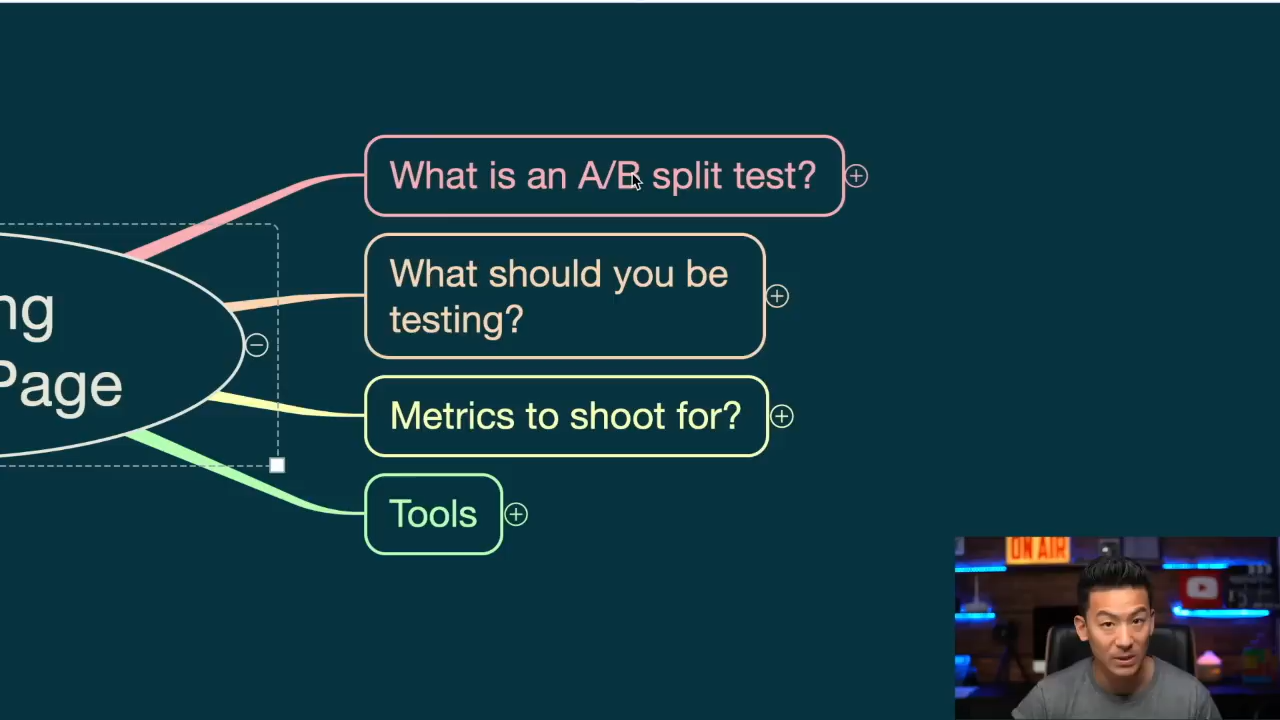 ng
Page
What is an A/B split test?
What should you be
testing?
Metrics to shoot for?
Tools
ON AIR